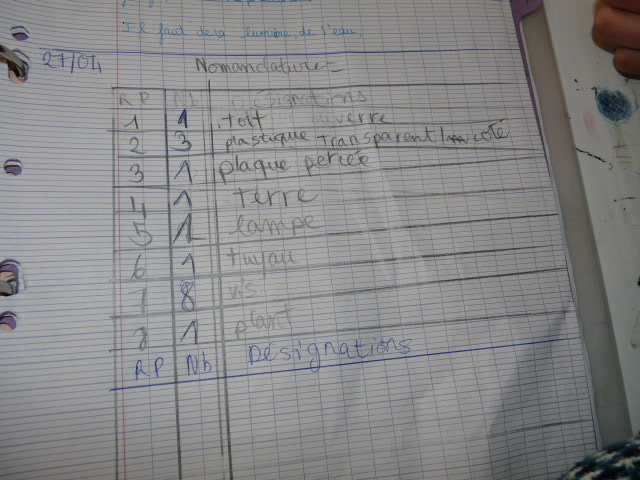 Il faut de la lumière, de l'eau.
27/04
Nomanclature
RP Nb Désignations
1 1 toit verre
2 3 plastique transparent coté
3 1 plaque percée
4 1 terre
5 1 lampe
6 1 tuyau
7 8 vis
8 1 plant
RP Nb Désignations